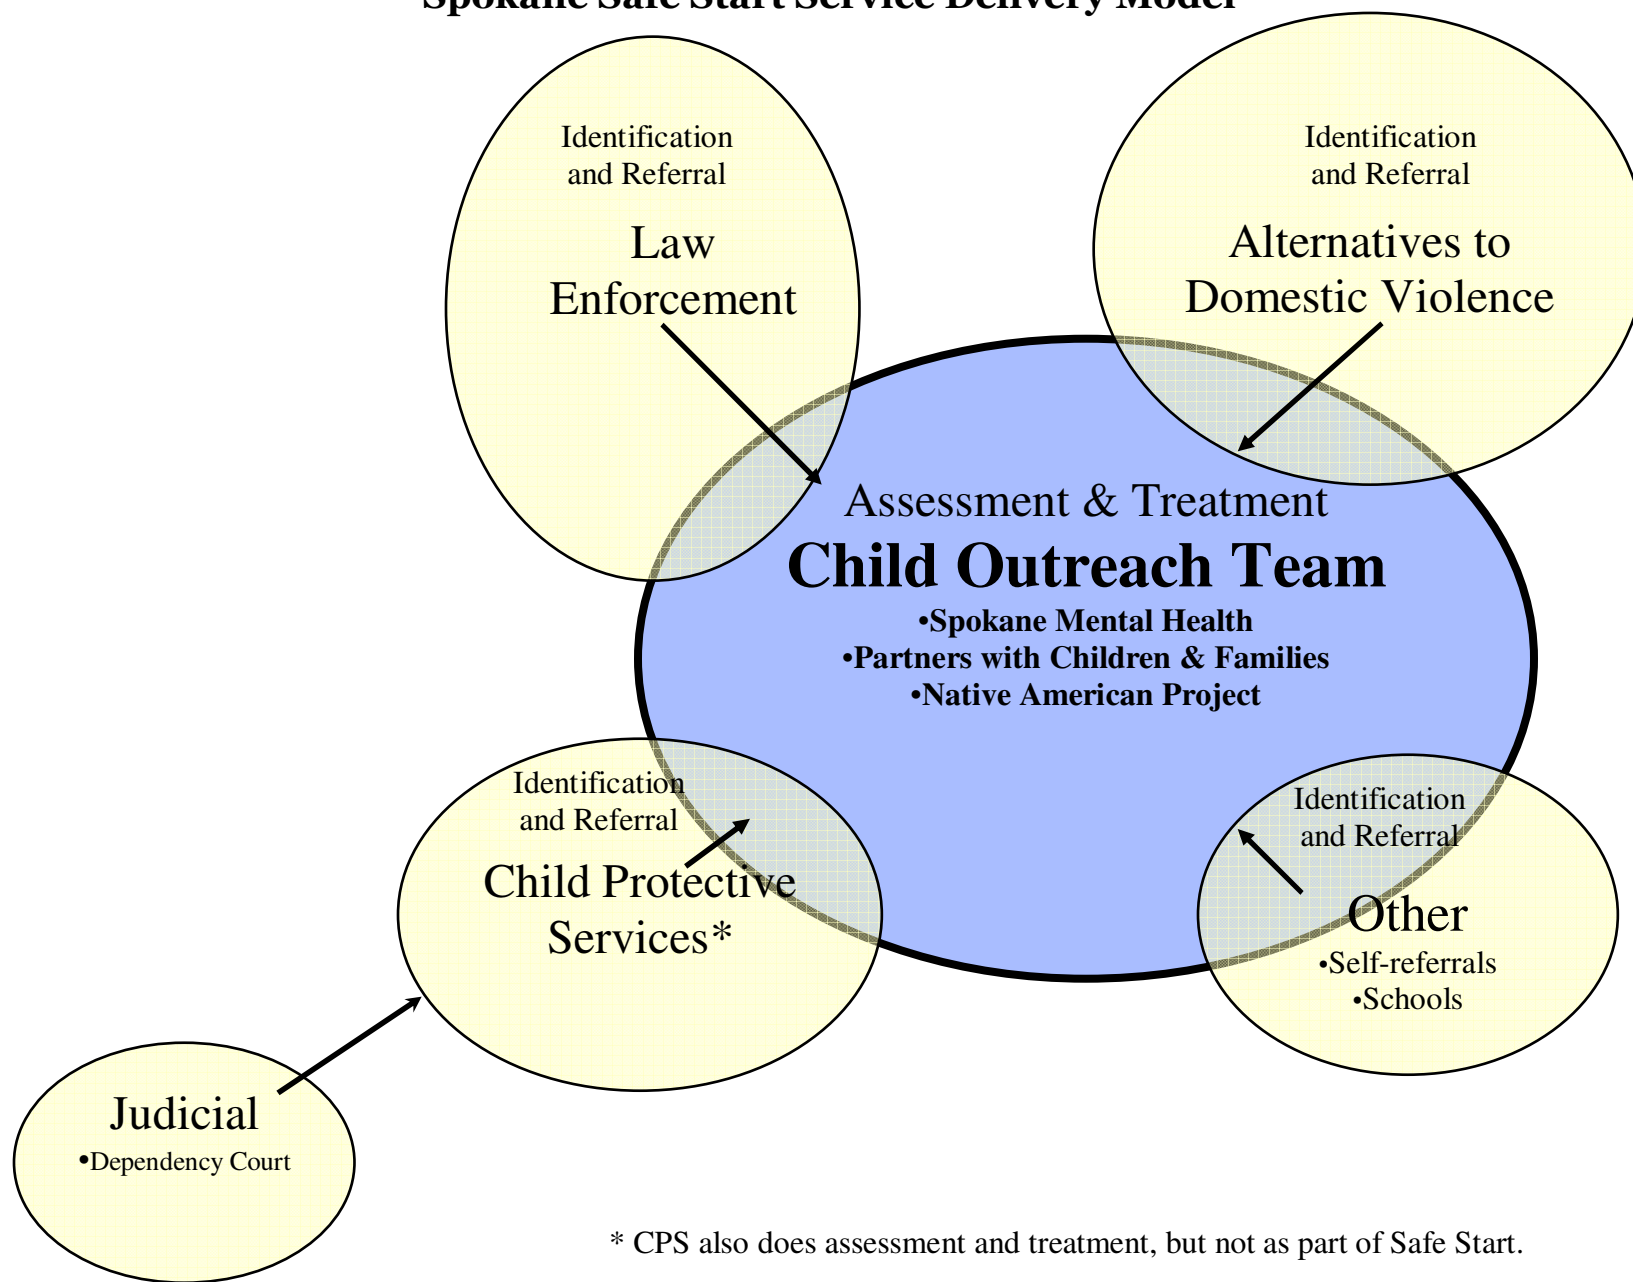 Spokane Safe Start Service Delivery Model
Identification
and Referral
Law
Enforcement
Identification
and Referral
Alternatives to
Domestic Violence
Assessment & Treatment
Child Outreach Team
•Spokane Mental Health
•Partners with Children & Families
•Native American Project
Identification
and Referral
Child Protective
Services*
Identification
and Referral
Other
•Self-referrals
•Schools
Judicial
•Dependency Court
* CPS also does assessment and treatment, but not as part of Safe Start.